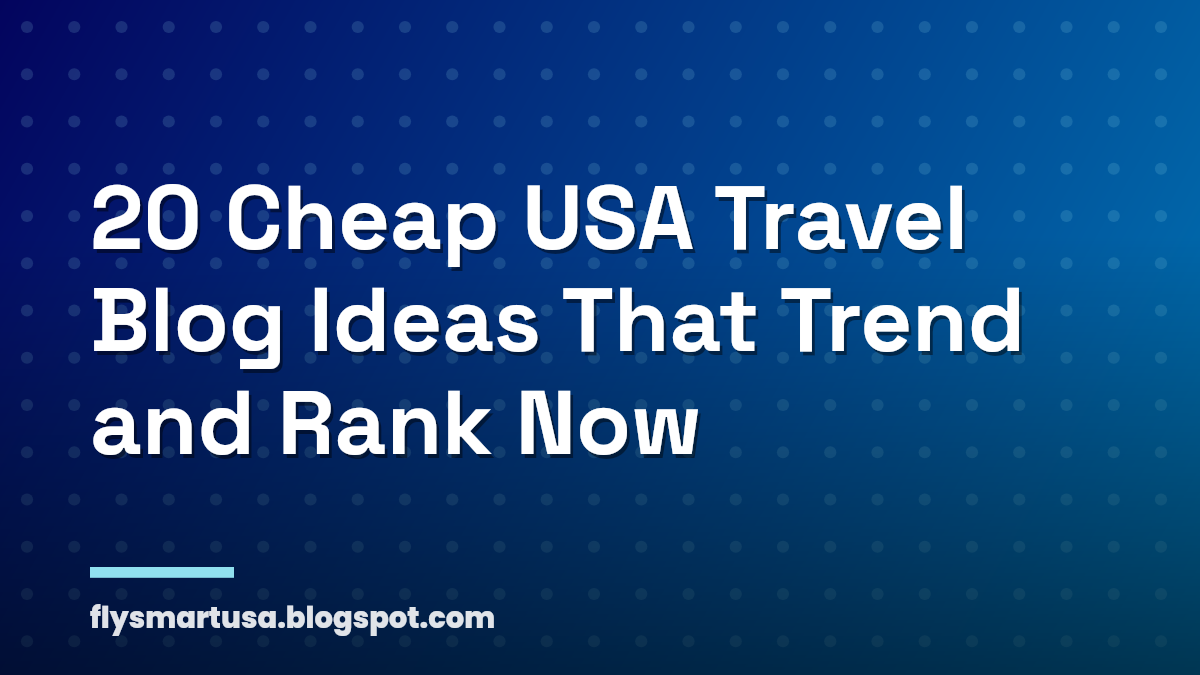 20 Cheap USA Travel
Blog Ideas That Trend
and Rank Now
flysmartusa.blogspot.com